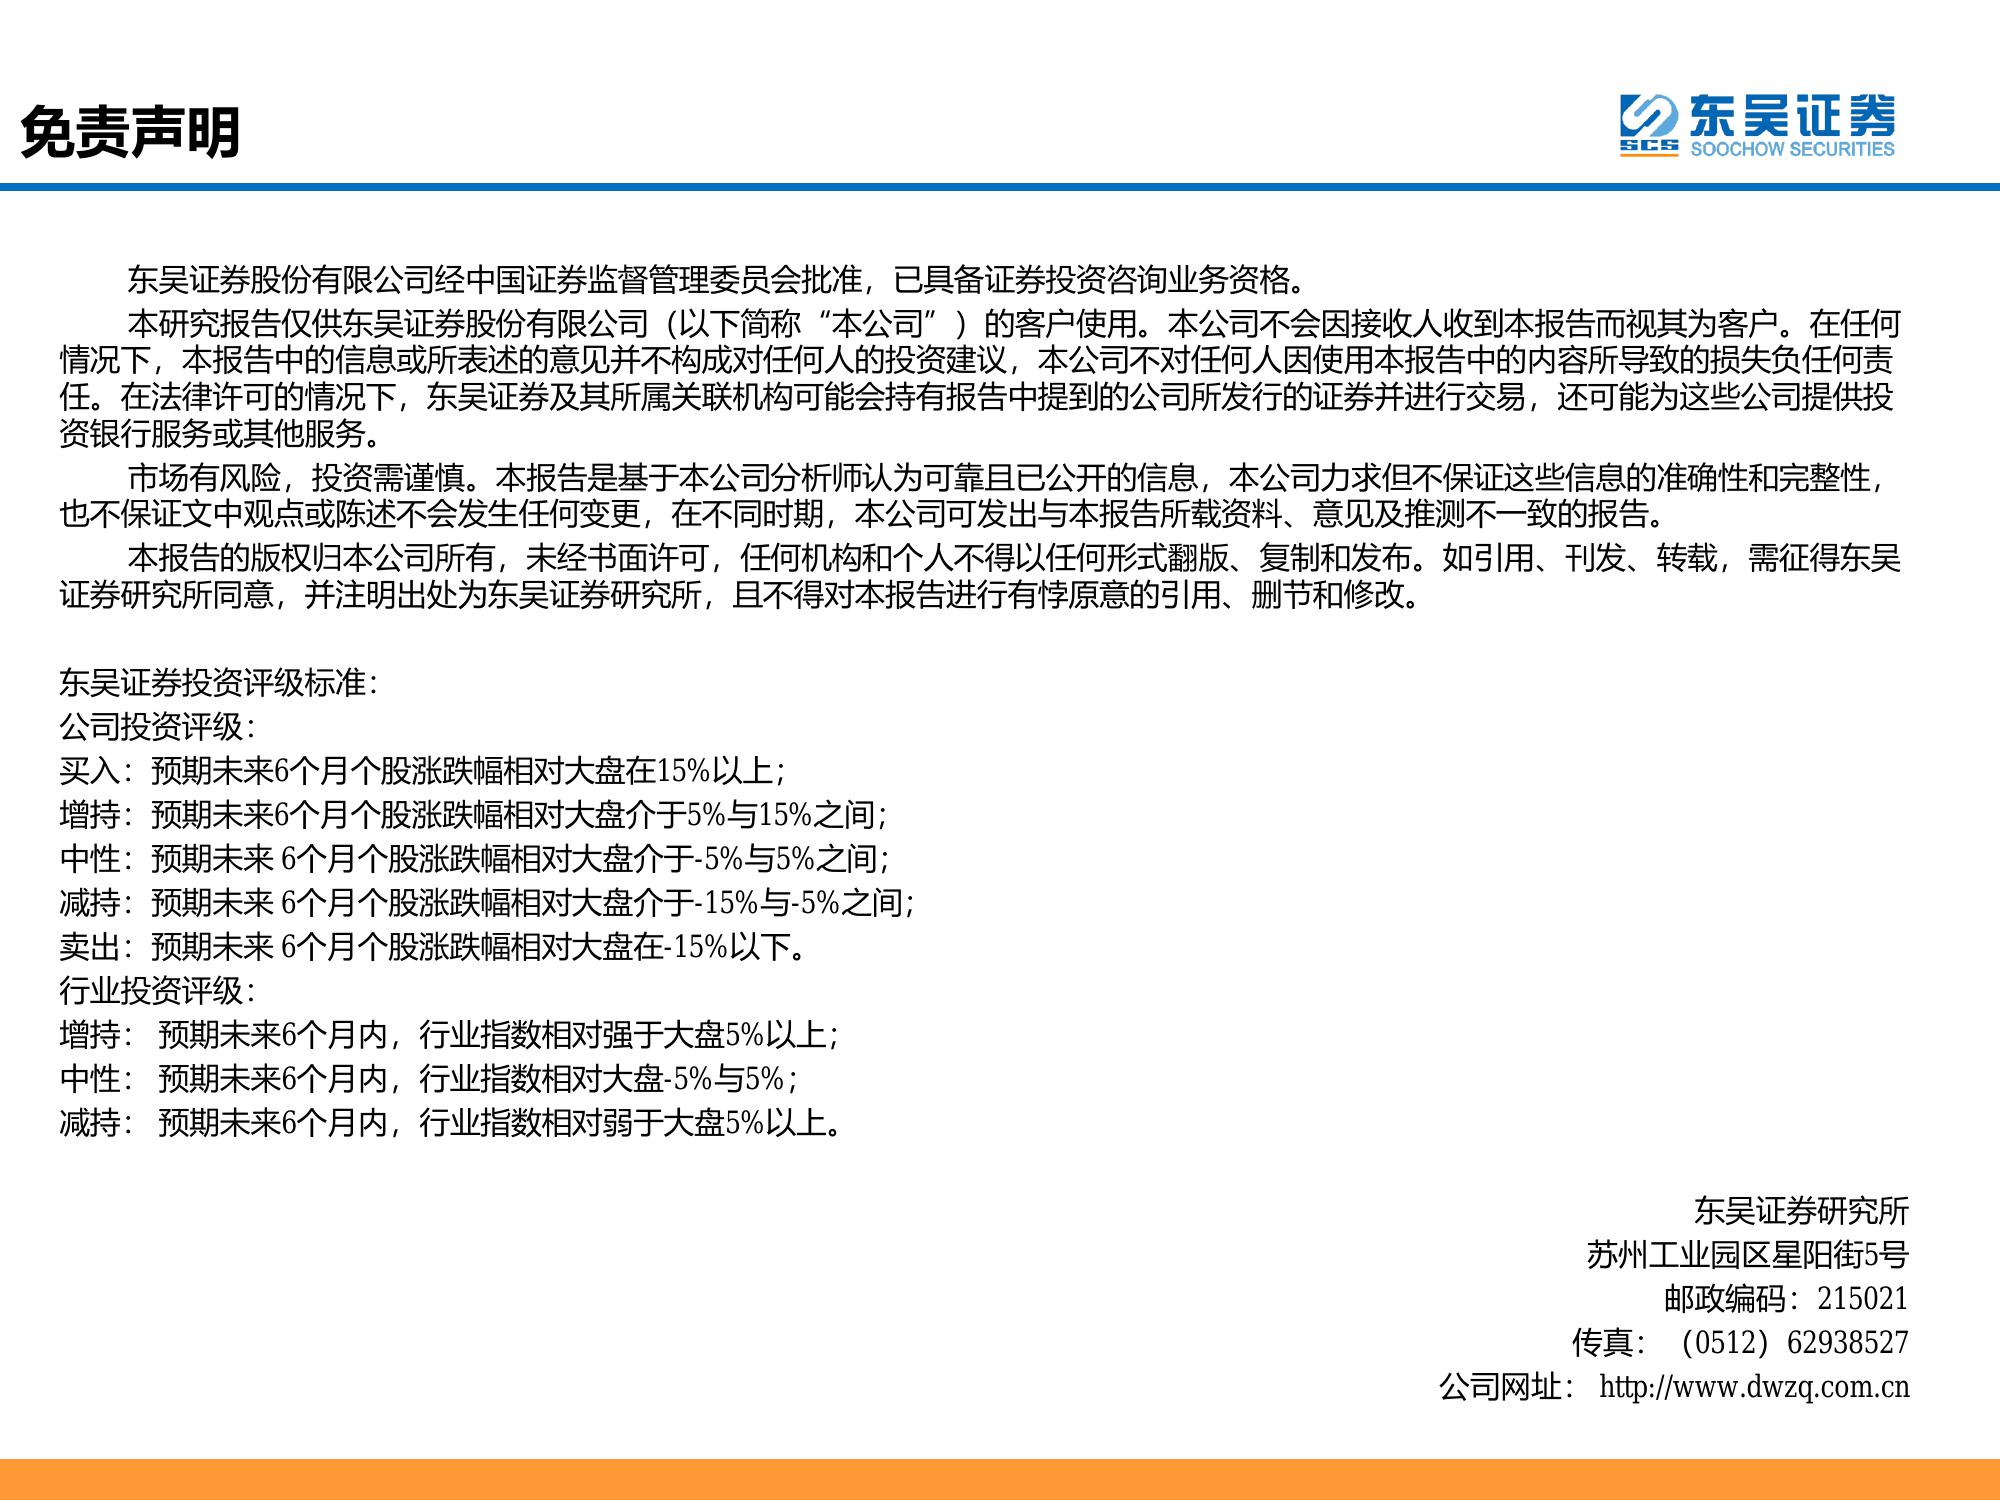 免责声明
东吴证券
SCS
SOOCHOW SECURITIES
东吴证券股份有限公司经中国证券监督管理委员会批准，已具备证券投资咨询业务资格。
本研究报告仅供东吴证券股份有限公司（以下简称“本公司”）的客户使用。本公司不会因接收人收到本报告而视其为客户。在任何
情况下，本报告中的信息或所表述的意见并不构成对任何人的投资建议，本公司不对任何人因使用本报告中的内容所导致的损失负任何责
任。在法律许可的情况下，东吴证券及其所属关联机构可能会持有报告中提到的公司所发行的证券并进行交易，还可能为这些公司提供投
资银行服务或其他服务。
市场有风险，投资需谨慎。本报告是基于本公司分析师认为可靠且已公开的信息，本公司力求但不保证这些信息的准确性和完整性，
也不保证文中观点或陈述不会发生任何变更，在不同时期，本公司可发出与本报告所载资料、意见及推测不一致的报告。
本报告的版权归本公司所有，未经书面许可，任何机构和个人不得以任何形式翻版、复制和发布。如引用、刊发、转载，需征得东吴
证券研究所同意，并注明出处为东吴证券研究所，且不得对本报告进行有悖原意的引用、删节和修改。
东吴证券投资评级标准：
公司投资评级：
买入：预期未来6个月个股涨跌幅相对大盘在15%以上；
增持：预期未来6个月个股涨跌幅相对大盘介于5%与15%之间；
中性：预期未来 6个月个股涨跌幅相对大盘介于-5%与5%之间；
减持：预期未来 6个月个股涨跌幅相对大盘介于-15%与-5%之间；
卖出：预期未来 6个月个股涨跌幅相对大盘在-15%以下。
行业投资评级：
增持： 预期未来6个月内，行业指数相对强于大盘5%以上；
中性： 预期未来6个月内，行业指数相对大盘-5%与5%；
减持： 预期未来6个月内，行业指数相对弱于大盘5%以上。
东吴证券研究所
苏州工业园区星阳街5号
邮政编码：215021
传真：（0512）62938527
公司网址： http://www.dwzq.com.cn